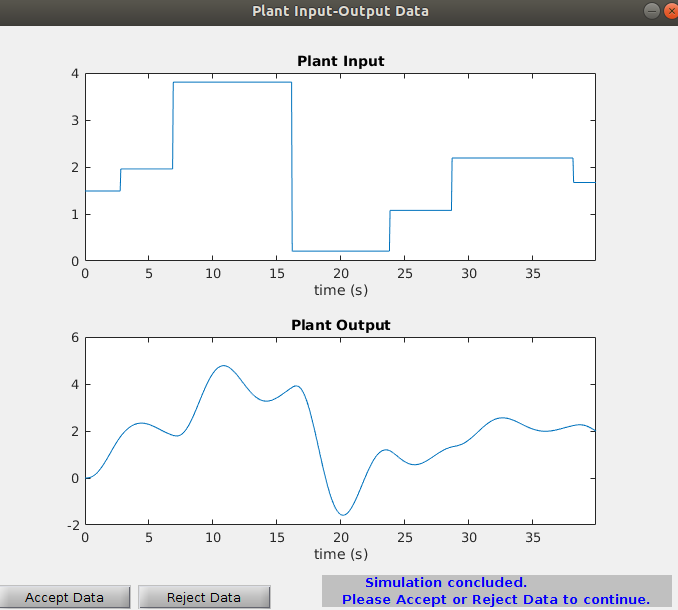 Plant Input-Output Data
Plant Input
4
3
2
1
0
0 5 10 15 20 25 30 35
time (s)
Plant Output
6
4
2
0
-2
0 5 10 15 20 25 30 35
time (s)
Accept Data
Reject Data
Simulation concluded.
Please Accept or Reject Data to continue.